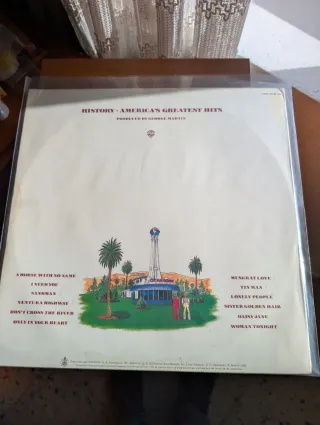 HISTORY · AMERICA'S GREATEST HITS
PRODUCED BY GEORGE MARTIN
A HORSE WITH NO NAME
I NEED YOU
SANDMAN
VENTURA HIGHWAY
DON'T CROSS THE RIVER
ONLY IN YOUR HEART
MUSKRAT LOVE
TIN MAN
LONELY PEOPLE
SISTER GOLDEN HAIR
DAISY JANE
WOMAN TONIGHT